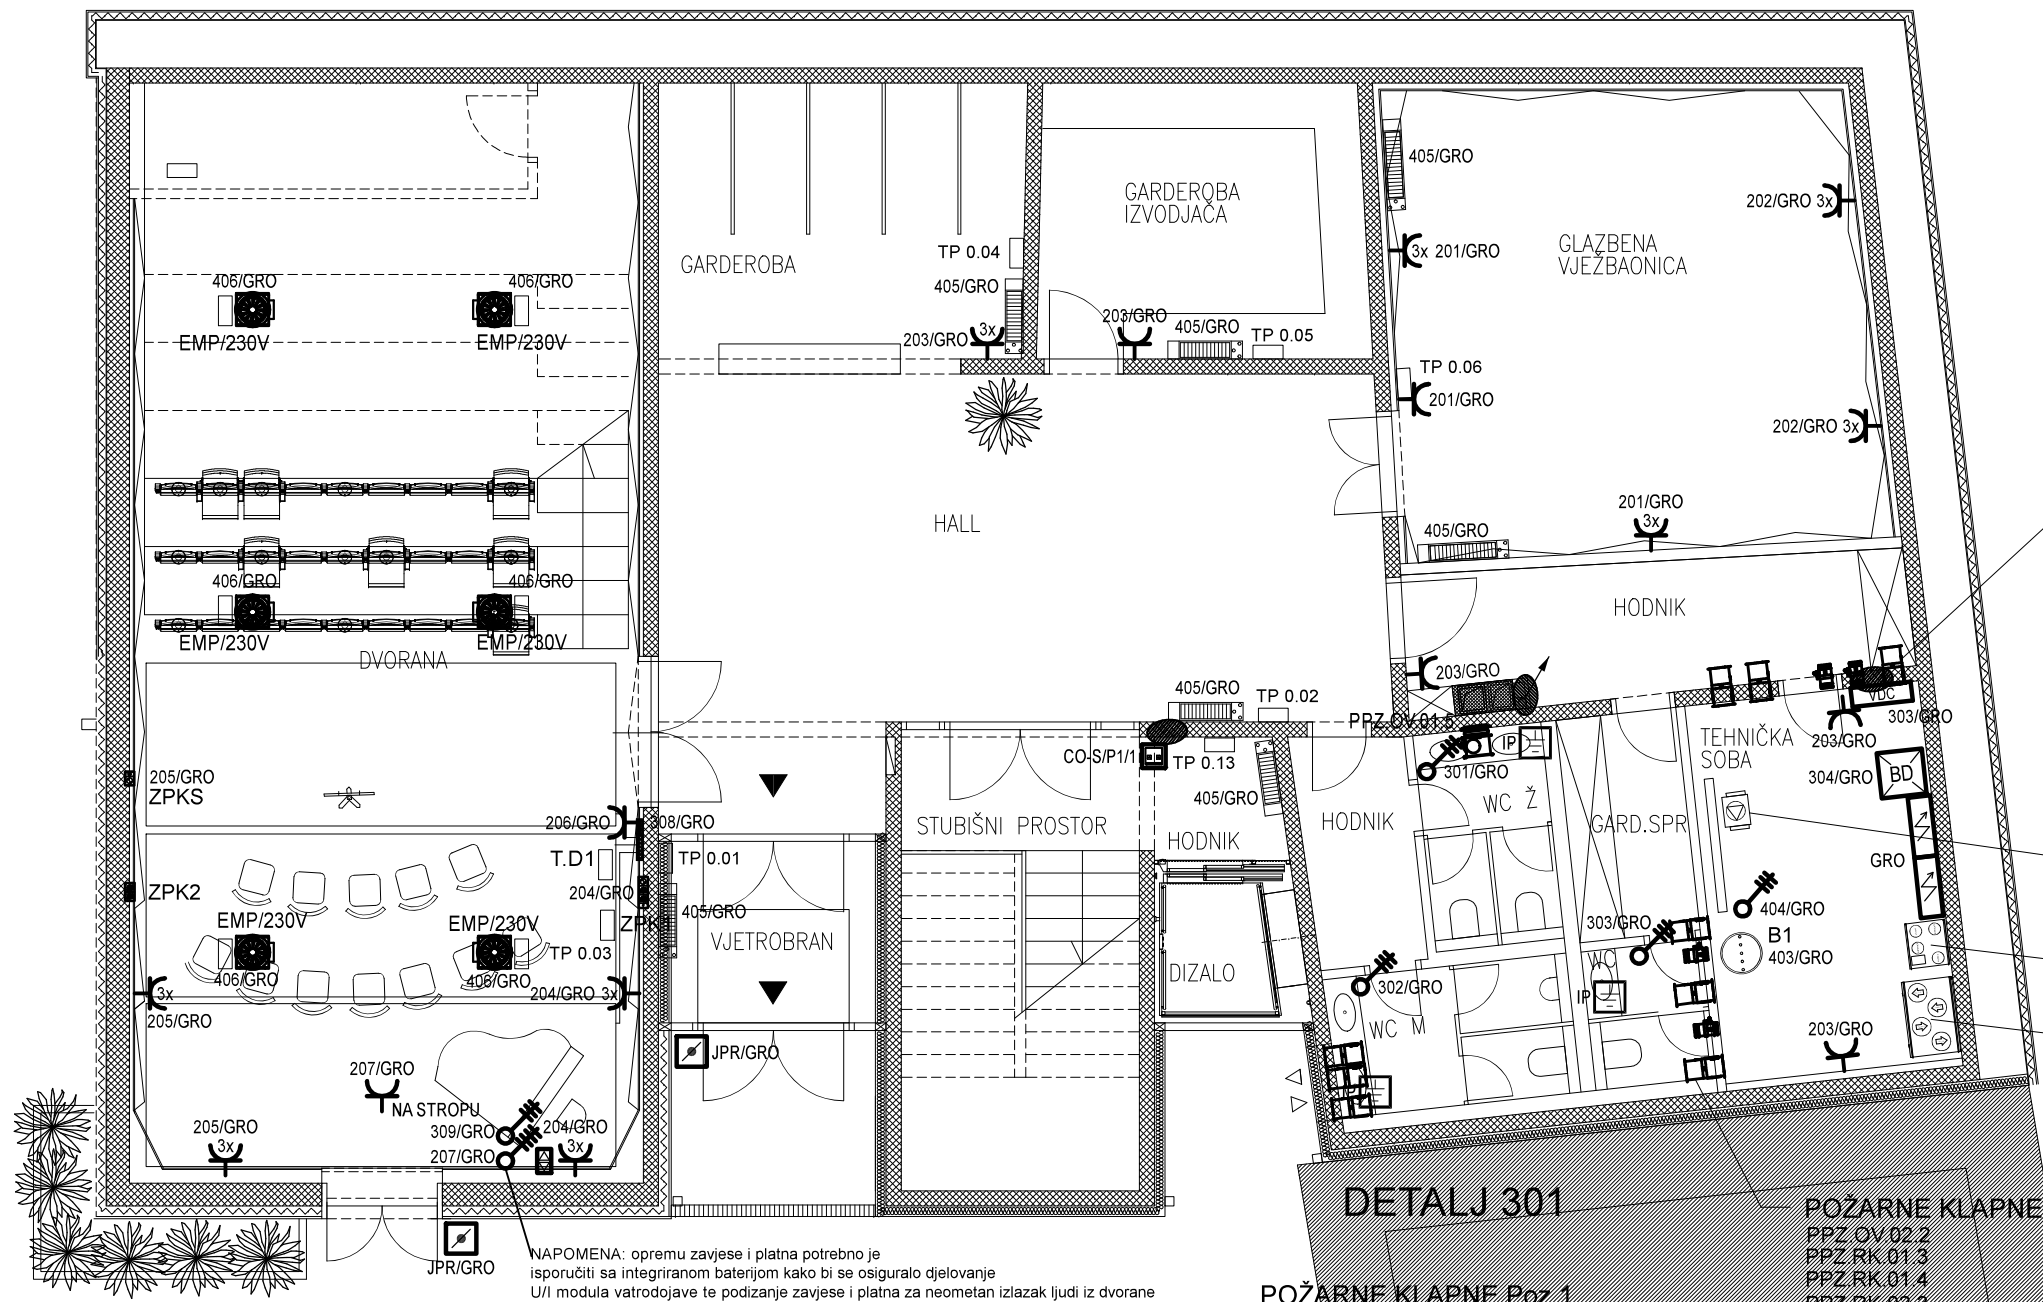 405/GRO
202/GRO 3x
GARDEROBA
IZVODJAČA
GLAZBENA
VJEŽBAONICA
3x 201/GRO
TP 0.04
GARDEROBA
406/GRO
406/GRO
405/GRO
EMP/230V
EMP/230V
203/GRO
3x
203/GRO
405/GRO
TP 0.05
TP 0.06
201/GRO
202/GRO 3x
HALL
201/GRO
3x
405/GRO
406/GRO
406/GRO
EMP/230V
EMP/230V
DVORANA
HODNIK
203/GRO
405/GRO
TP 0.02
PPZ.OV.01.5
VDC
303/GRO
203/GRO
TEHNIČKA
SOBA
IP
CO-S/P1/1
TP 0.13
301/GRO
304/GRO
BD
205/GRO
ZPKS
405/GRO
WC Ž
206/GRO
308/GRO
STUBIŠNI PROSTOR
HODNIK
HODNIK
GARD.SPR
T.D1
TP 0.01
GRO
ZPK2
204/GRO
405/GRO
404/GRO
EMP/230V
EMP/230V
303/GRO
B1
403/GRO
TP 0.03
VJETROBRAN
WC
406/GRO
406/GRO
DIZALO
302/GRO
IP
3x
205/GRO
204/GRO 3x
WC M
203/GRO
JPR/GRO
207/GRO
NA STROPU
309/GRO
207/GRO
205/GRO
3x
204/GRO
3x
DETALJ 301
POŽARNE KLAPNE
PPZ.OV.02.2
PPZ.RK.01.3
PPZ.RK.01.4
JPR/GRO
NAPOMENA: opremu zavjese i platna potrebno je
isporučiti sa integriranom baterijom kako bi se osiguralo djelovanje
U/I modula vatrodojave te podizanje zavjese i platna za neometan izlazak ljudi iz dvorane
POŽARNE KLAPNE Poz.1